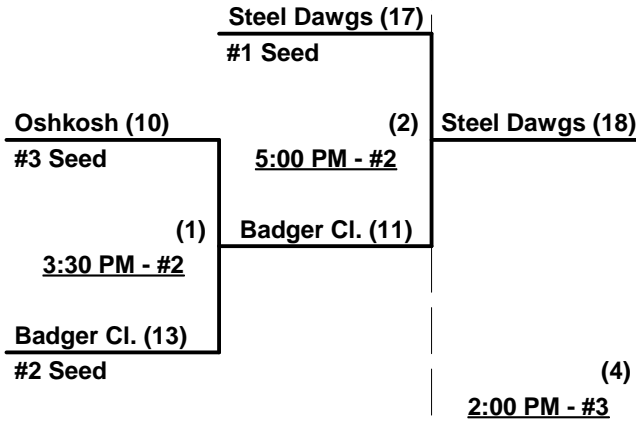 Steel Dawgs (17)
#1 Seed
Oshkosh (10)
(2)
Steel Dawgs (18)
#3 Seed
5:00 PM - #2
(1)
Badger Cl. (11)
3:30 PM - #2
Badger Cl. (13)
#2 Seed
(4)
2:00 PM - #3